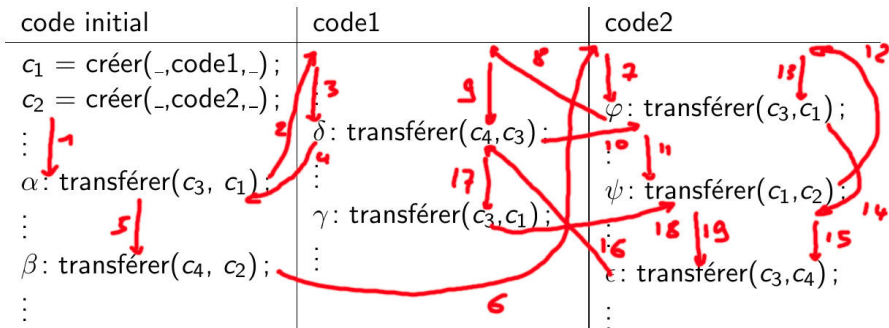 code initial
code1
code2
c₁ = créer(_,code1,_) ;
c₂ = créer(_,code2,_) ;
⋮
α: transférer(c₃, c₁) ;
⋮
β: transférer(c₄, c₂) ;
⋮
⋮
δ: transférer(c₄,c₃) ;
⋮
γ: transférer(c₃,c₁) ;
⋮
φ: transférer(c₃,c₁) ;
⋮
ψ: transférer(c₁,c₂) ;
⋮
ε: transférer(c₃,c₄) ;
⋮
1
2
3
4
5
6
7
8
9
10
11
12
13
14
15
16
17
18
19